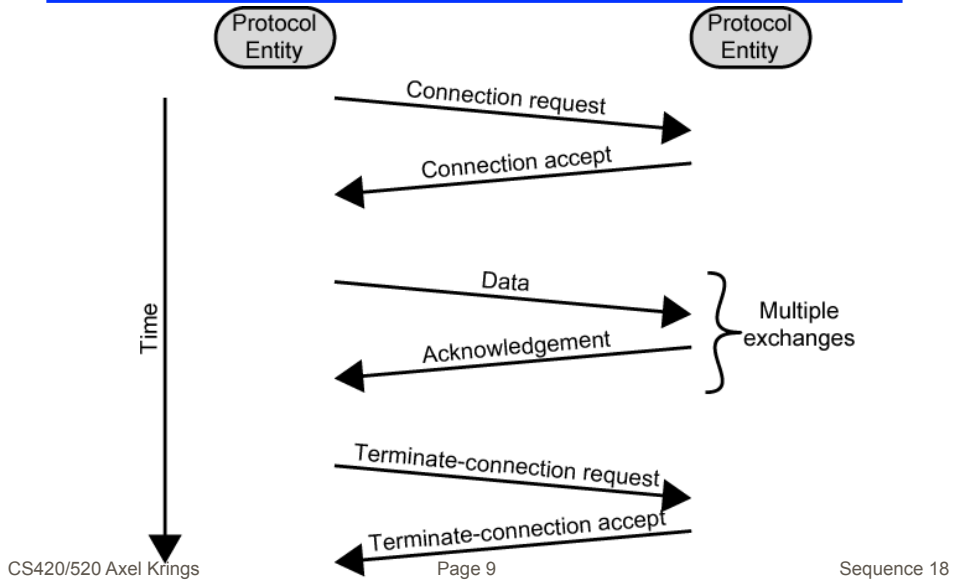 Protocol
Entity
Protocol
Entity
Connection request
Connection accept
Time
Data
Multiple
exchanges
Acknowledgement
Terminate-connection request
Terminate-connection accept
CS420/520 Axel Krings
Page 9
Sequence 18